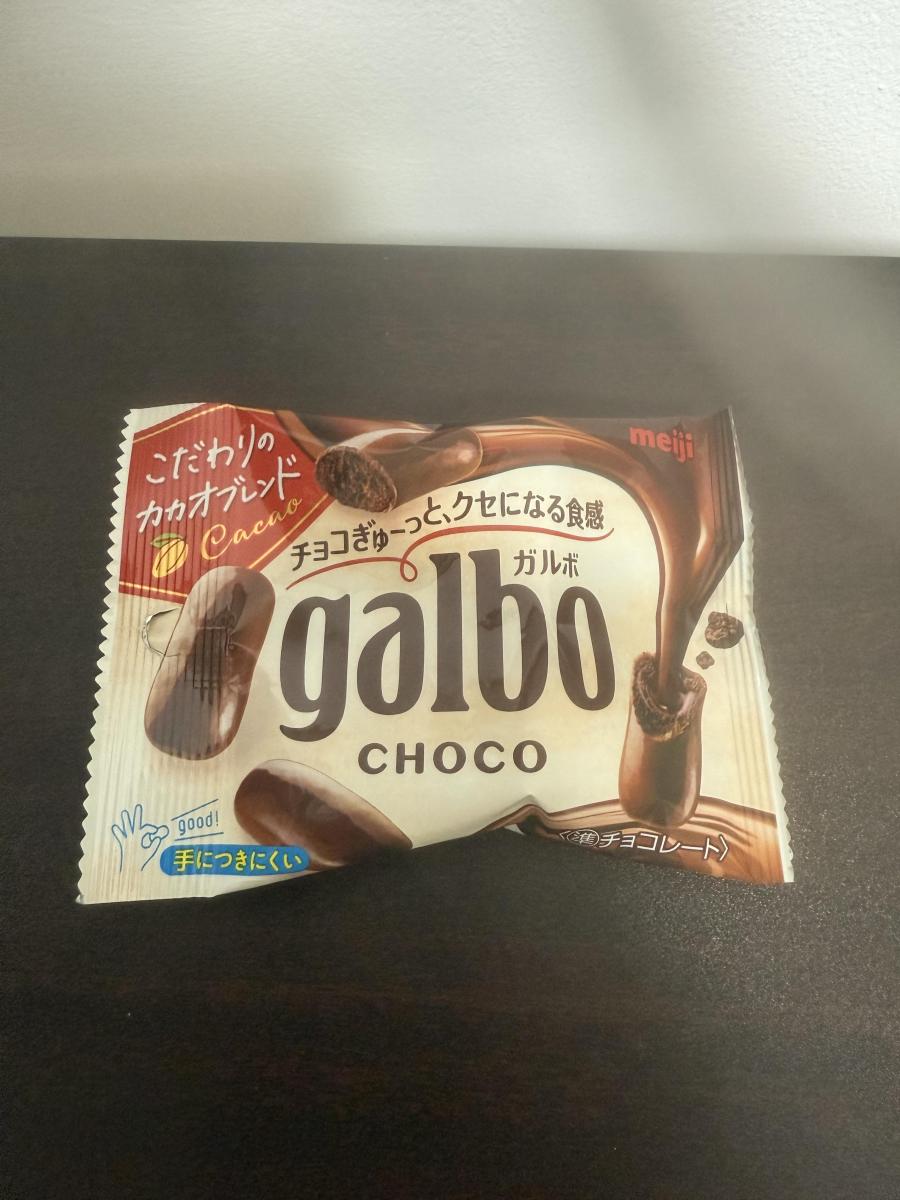 こだわりの
カカオブレンド
Cacao
meiji
チョコぎゅーっと、クセになる食感
ガルボ
galbo
CHOCO
good!
手につきにくい
〈準チョコレート〉